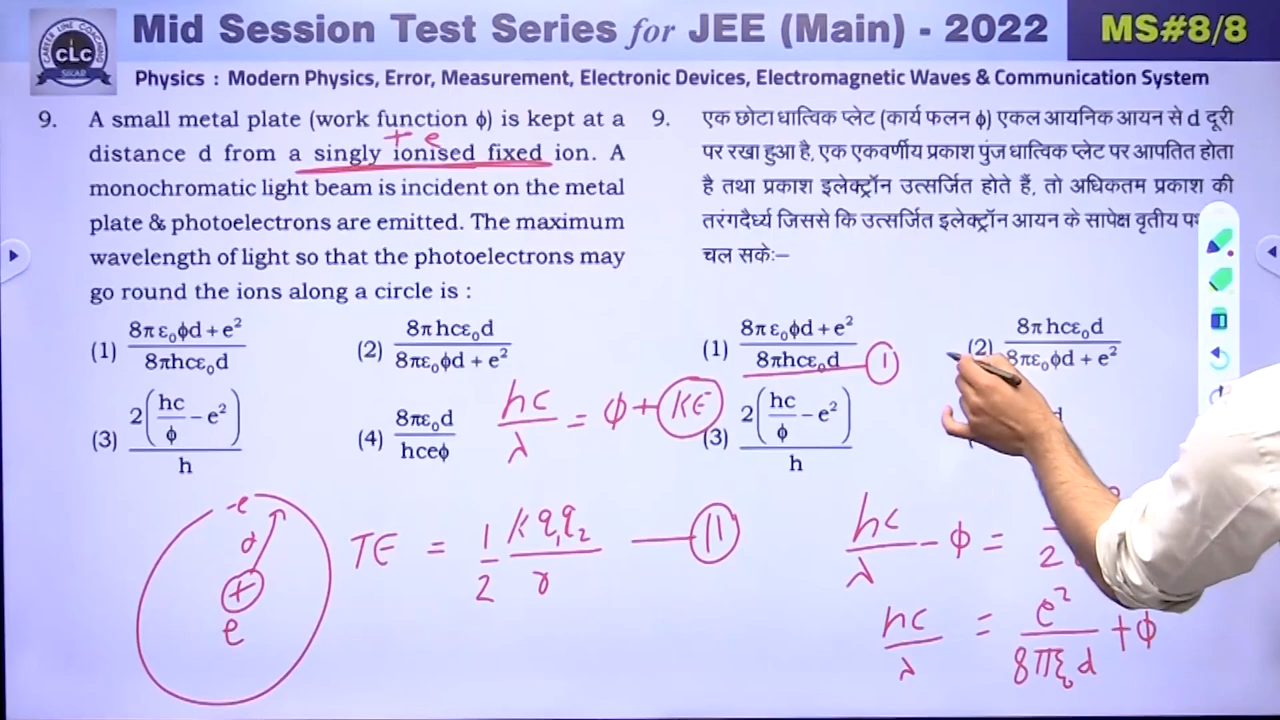 CAREER LINE COACHING
CLC
SIKAR
Mid Session Test Series for JEE (Main) - 2022
MS#8/8
Physics : Modern Physics, Error, Measurement, Electronic Devices, Electromagnetic Waves & Communication System
9. A small metal plate (work function ϕ) is kept at a
+ e
distance d from a singly ionised fixed ion. A
monochromatic light beam is incident on the metal
plate & photoelectrons are emitted. The maximum
wavelength of light so that the photoelectrons may
go round the ions along a circle is :
(1) (8πε₀ϕd + e²)/(8πhcε₀d)
(2) (8πhcε₀d)/(8πε₀ϕd + e²)
(3) 2(hc/ϕ − e²)/h
(4) (8πε₀d)/(hceϕ)
9. एक छोटा धात्विक प्लेट (कार्य फलन ϕ) एकल आयनिक आयन से d दूरी
पर रखा हुआ है, एक एकवर्णीय प्रकाश पुंज धात्विक प्लेट पर आपतित होता
है तथा प्रकाश इलेक्ट्रॉन उत्सर्जित होते हैं, तो अधिकतम प्रकाश की
तरंगदैर्ध्य जिससे कि उत्सर्जित इलेक्ट्रॉन आयन के सापेक्ष वृतीय
चल सके:–
(1) (8πε₀ϕd + e²)/(8πhcε₀d)
(2) (8πhcε₀d)/(8πε₀ϕd + e²)
(3) 2(hc/ϕ − e²)/h
hc/λ = ϕ + KE
I
-e
d
+
e
TE = 1/2 Kq₁q₂/r — II
hc/λ − ϕ =
hc/λ = e²/(8πε₀d) + ϕ